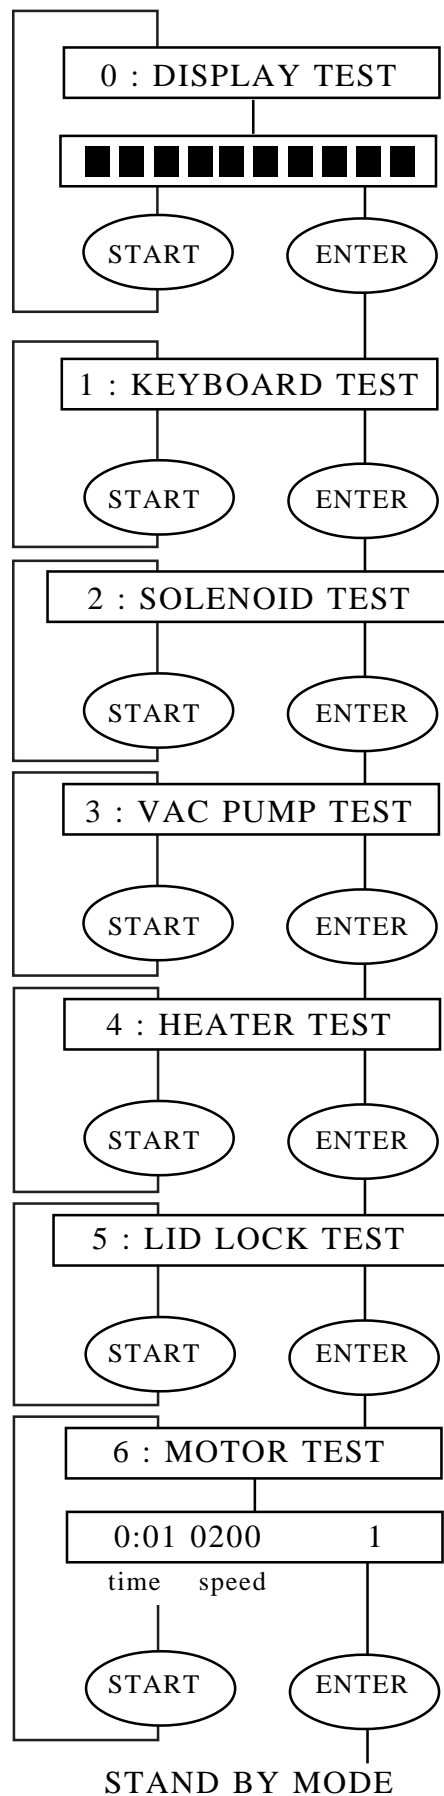 0 : DISPLAY TEST
START ENTER
1 : KEYBOARD TEST
START ENTER
2 : SOLENOID TEST
START ENTER
3 : VAC PUMP TEST
START ENTER
4 : HEATER TEST
START ENTER
5 : LID LOCK TEST
START ENTER
6 : MOTOR TEST
0:01 0200 1
time speed
START ENTER
STAND BY MODE